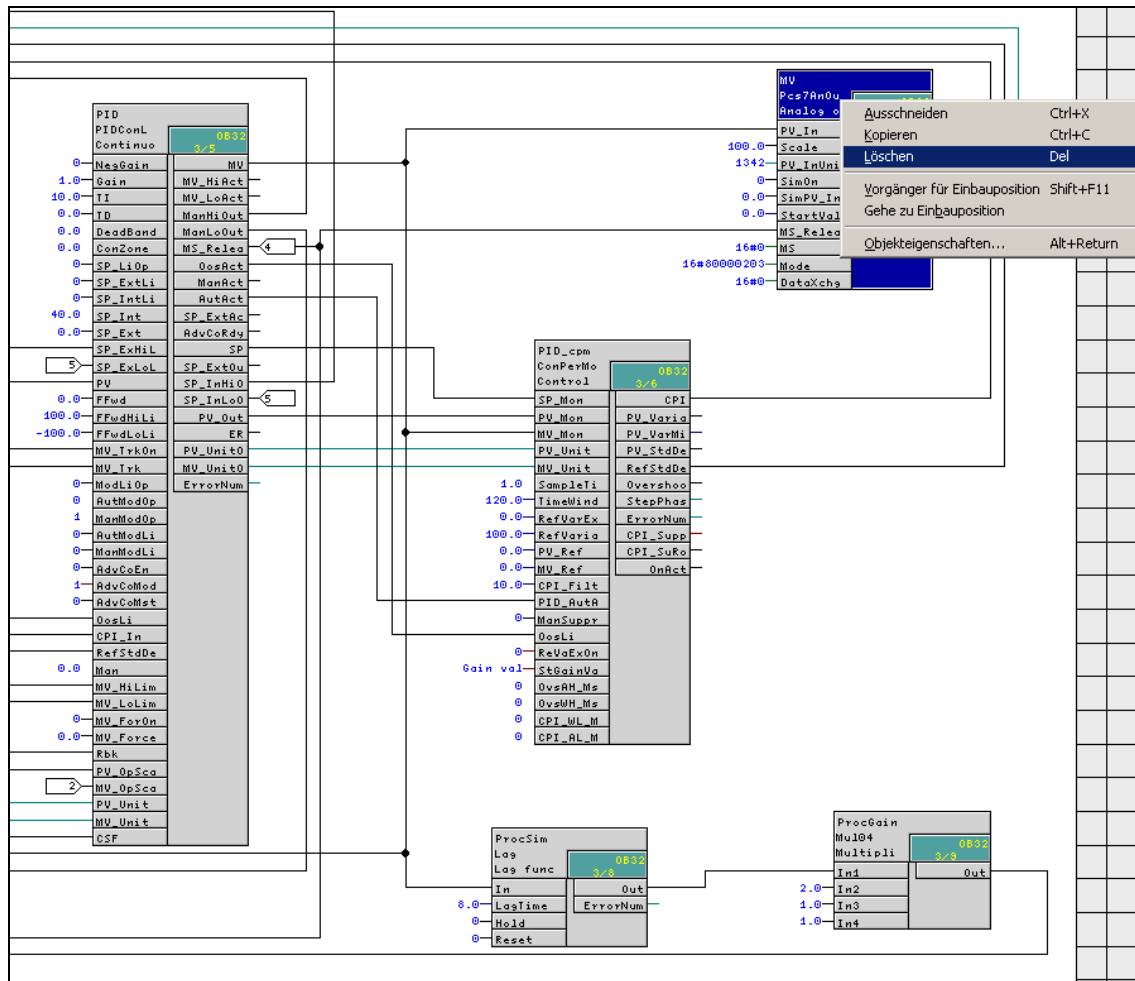 PID
PIDConL
Continuo
OB32
3/5
0 NegGain MV
1.0 Gain MV_HiAct
10.0 TI MV_LoAct
0.0 TD ManHiOut
0.0 DeadBand ManLoOut
0.0 ConZone MS_Relea 4
0 SP_LiOp OosAct
0 SP_ExtLi ManAct
0 SP_IntLi AutAct
40.0 SP_Int SP_ExtAc
0.0 SP_Ext AdvCoRdy
SP_ExHiL SP
5 SP_ExLoL SP_ExtOu
PV SP_InHiO
0.0 FFwd SP_InLoO 5
100.0 FFwdHiLi PV_Out
-100.0 FFwdLoLi ER
MV_TrkOn PV_UnitO
MV_Trk MV_UnitO
0 ModLiOp ErrorNum
0 AutModOp
1 ManModOp
0 AutModLi
0 ManModLi
0 AdvCoEn
1 AdvCoMod
0 AdvCoMst
OosLi
CPI_In
RefStdDe
0.0 Man
MV_HiLim
MV_LoLim
0 MV_ForOn
0.0 MV_Force
Rbk
PV_OpSca
2 MV_OpSca
PV_Unit
MV_Unit
CSF
MV
Pcs7AnOu
Analog o
PV_In
100.0 Scale
1342 PV_InUni
0 SimOn
0.0 SimPV_In
0.0 StartVal
MS_Relea
16#0 MS
16#80000203 Mode
16#0 DataXchg
Ausschneiden Ctrl+X
Kopieren Ctrl+C
Löschen Del
Vorgänger für Einbauposition Shift+F11
Gehe zu Einbauposition
Objekteigenschaften... Alt+Return
PID_cpm
ConPerMo
Control
OB32
3/6
SP_Mon CPI
PV_Mon PV_Varia
MV_Mon PV_VarMi
PV_Unit PV_StdDe
MV_Unit RefStdDe
1.0 SampleTi Overshoo
120.0 TimeWind StepPhas
0.0 RefVarEx ErrorNum
100.0 RefVaria CPI_Supp
0.0 PV_Ref CPI_SuRo
0.0 MV_Ref OnAct
10.0 CPI_Filt
PID_AutA
0 ManSuppr
OosLi
0 ReVaExOn
Gain val StGainVa
0 OvsAH_Ms
0 OvsWH_Ms
0 CPI_WL_M
0 CPI_AL_M
ProcSim
Lag
Lag func
OB32
3/8
In Out
8.0 LagTime ErrorNum
0 Hold
0 Reset
ProcGain
Mul04
Multipli
OB32
3/9
In1 Out
2.0 In2
1.0 In3
1.0 In4